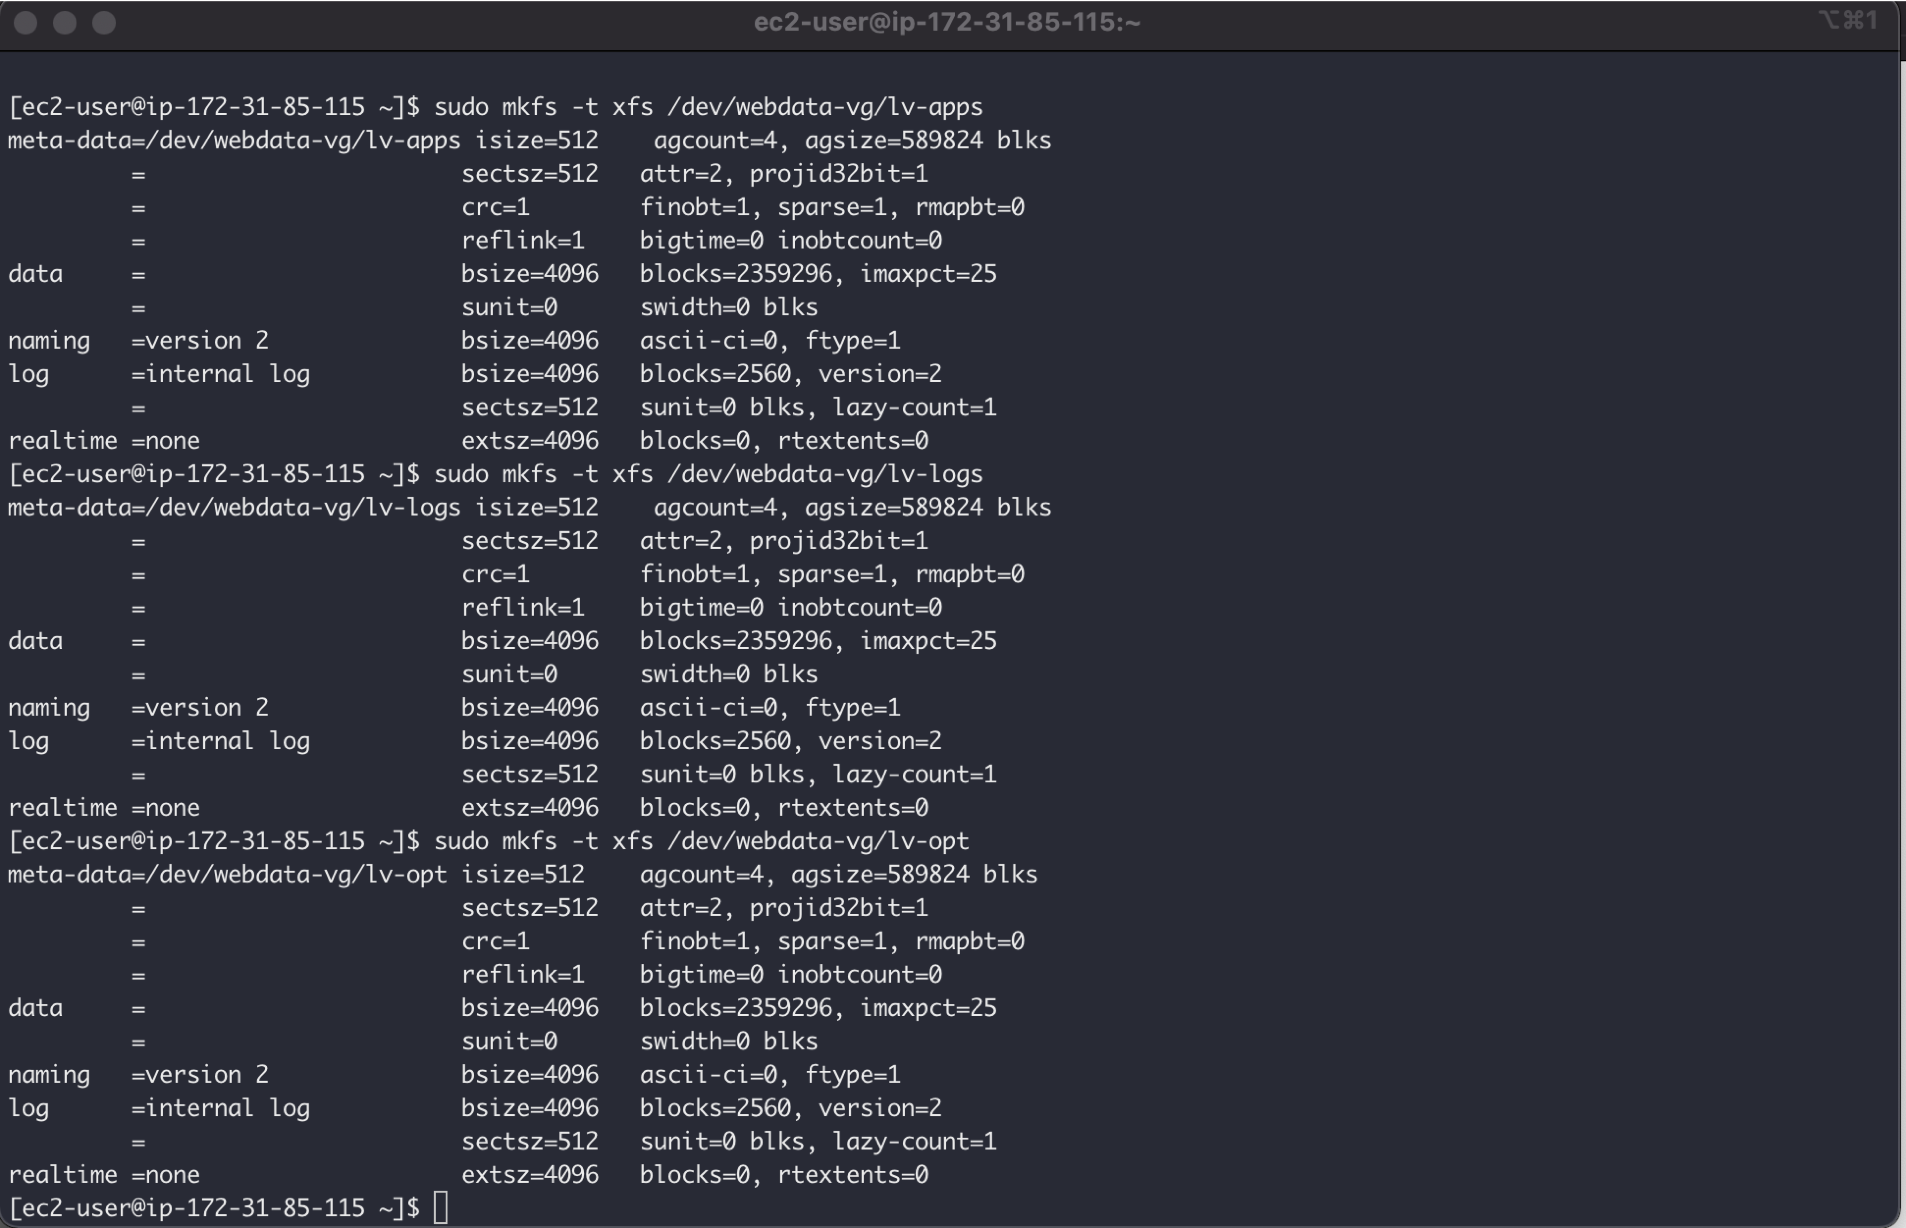 ec2-user@ip-172-31-85-115:~
⌥⌘1
[ec2-user@ip-172-31-85-115 ~]$ sudo mkfs -t xfs /dev/webdata-vg/lv-apps
meta-data=/dev/webdata-vg/lv-apps isize=512    agcount=4, agsize=589824 blks
         =                       sectsz=512   attr=2, projid32bit=1
         =                       crc=1        finobt=1, sparse=1, rmapbt=0
         =                       reflink=1    bigtime=0 inobtcount=0
data     =                       bsize=4096   blocks=2359296, imaxpct=25
         =                       sunit=0      swidth=0 blks
naming   =version 2              bsize=4096   ascii-ci=0, ftype=1
log      =internal log           bsize=4096   blocks=2560, version=2
         =                       sectsz=512   sunit=0 blks, lazy-count=1
realtime =none                   extsz=4096   blocks=0, rtextents=0
[ec2-user@ip-172-31-85-115 ~]$ sudo mkfs -t xfs /dev/webdata-vg/lv-logs
meta-data=/dev/webdata-vg/lv-logs isize=512    agcount=4, agsize=589824 blks
         =                       sectsz=512   attr=2, projid32bit=1
         =                       crc=1        finobt=1, sparse=1, rmapbt=0
         =                       reflink=1    bigtime=0 inobtcount=0
data     =                       bsize=4096   blocks=2359296, imaxpct=25
         =                       sunit=0      swidth=0 blks
naming   =version 2              bsize=4096   ascii-ci=0, ftype=1
log      =internal log           bsize=4096   blocks=2560, version=2
         =                       sectsz=512   sunit=0 blks, lazy-count=1
realtime =none                   extsz=4096   blocks=0, rtextents=0
[ec2-user@ip-172-31-85-115 ~]$ sudo mkfs -t xfs /dev/webdata-vg/lv-opt
meta-data=/dev/webdata-vg/lv-opt isize=512    agcount=4, agsize=589824 blks
         =                       sectsz=512   attr=2, projid32bit=1
         =                       crc=1        finobt=1, sparse=1, rmapbt=0
         =                       reflink=1    bigtime=0 inobtcount=0
data     =                       bsize=4096   blocks=2359296, imaxpct=25
         =                       sunit=0      swidth=0 blks
naming   =version 2              bsize=4096   ascii-ci=0, ftype=1
log      =internal log           bsize=4096   blocks=2560, version=2
         =                       sectsz=512   sunit=0 blks, lazy-count=1
realtime =none                   extsz=4096   blocks=0, rtextents=0
[ec2-user@ip-172-31-85-115 ~]$